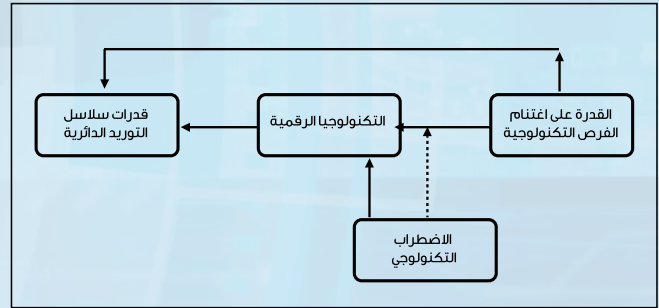 القدرة على اغتنام
الفرص التكنولوجية
التكنولوجيا الرقمية
قدرات سلاسل
التوريد الدائرية
الاضطراب
التكنولوجي